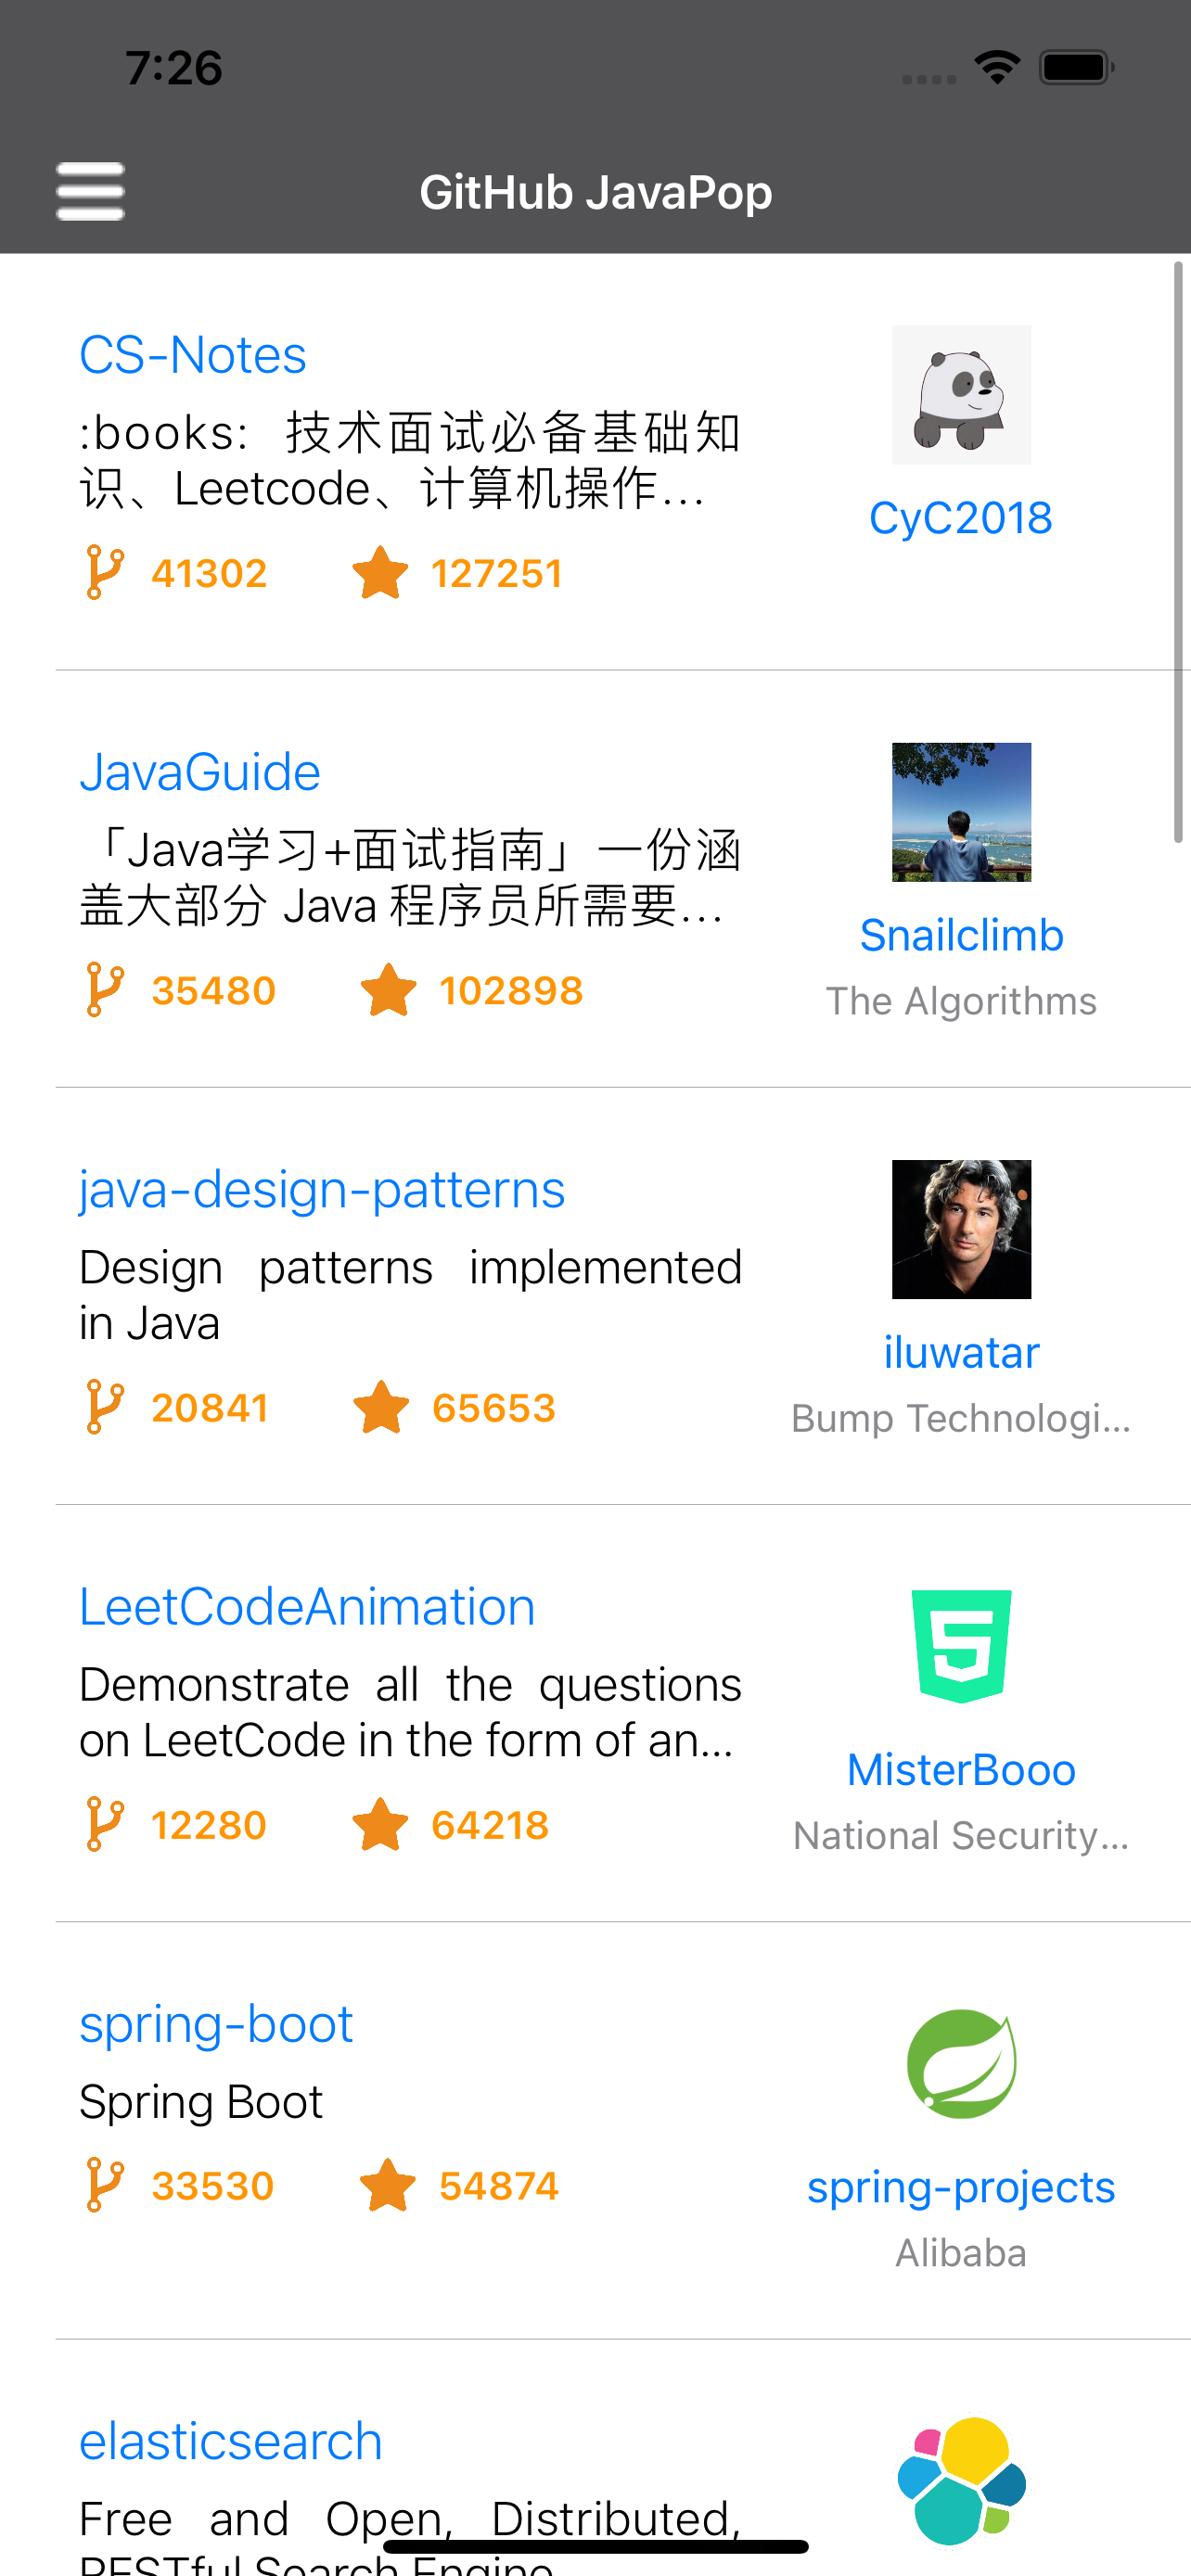 7:26
GitHub JavaPop
CS-Notes
:books: 技术面试必备基础知
识、Leetcode、计算机操作…
41302 127251
CyC2018
JavaGuide
「Java学习+面试指南」一份涵
盖大部分 Java 程序员所需要…
35480 102898
Snailclimb
The Algorithms
java-design-patterns
Design patterns implemented
in Java
20841 65653
iluwatar
Bump Technologi...
LeetCodeAnimation
Demonstrate all the questions
on LeetCode in the form of an...
12280 64218
MisterBooo
National Security...
spring-boot
Spring Boot
33530 54874
spring-projects
Alibaba
elasticsearch
Free and Open, Distributed,
RESTful Search Engine